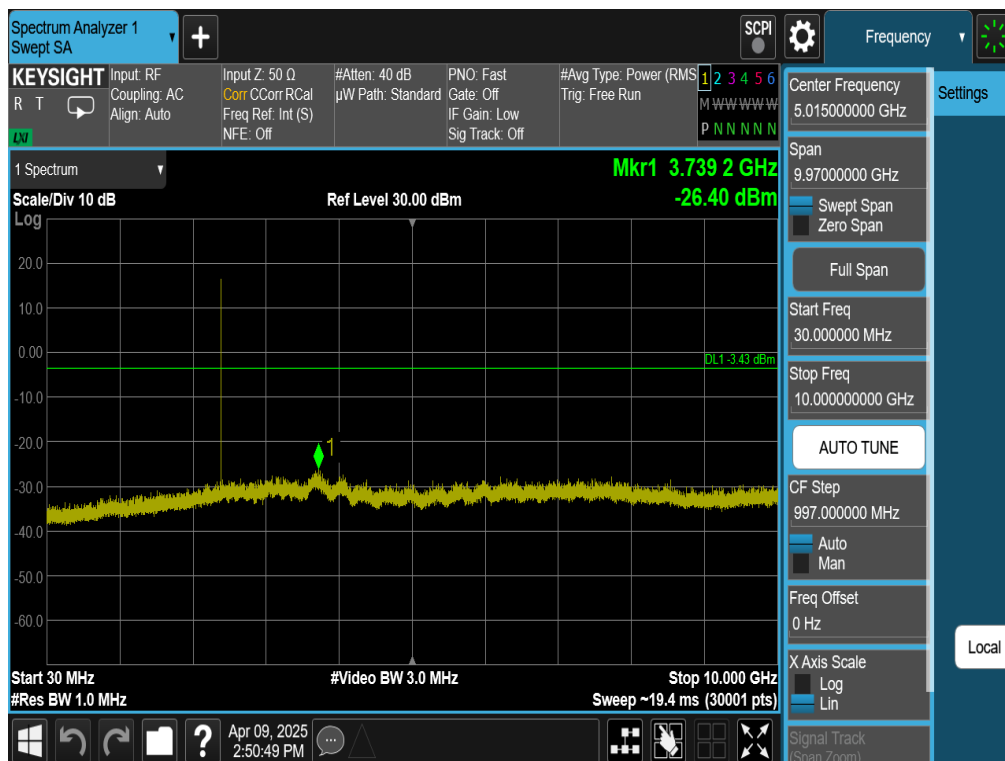 Spectrum Analyzer 1
Swept SA
+
SCPI
Frequency
KEYSIGHT
R T
LXI
Input: RF
Coupling: AC
Align: Auto
Input Z: 50 Ω
Corr CCorr RCal
Freq Ref: Int (S)
NFE: Off
#Atten: 40 dB
µW Path: Standard
PNO: Fast
Gate: Off
IF Gain: Low
Sig Track: Off
#Avg Type: Power (RMS
Trig: Free Run
1 2 3 4 5 6
M W W W W W
P N N N N N
1 Spectrum
Mkr1 3.739 2 GHz
-26.40 dBm
Scale/Div 10 dB
Ref Level 30.00 dBm
Log
20.0
10.0
0.00
-10.0
-20.0
-30.0
-40.0
-50.0
-60.0
DL1 -3.43 dBm
1
Start 30 MHz
#Video BW 3.0 MHz
Stop 10.000 GHz
#Res BW 1.0 MHz
Sweep ~19.4 ms (30001 pts)
Center Frequency
5.015000000 GHz
Span
9.97000000 GHz
Swept Span
Zero Span
Full Span
Start Freq
30.000000 MHz
Stop Freq
10.000000000 GHz
AUTO TUNE
CF Step
997.000000 MHz
Auto
Man
Freq Offset
0 Hz
X Axis Scale
Log
Lin
Signal Track
(Span Zoom)
Settings
Local
?
Apr 09, 2025
2:50:49 PM